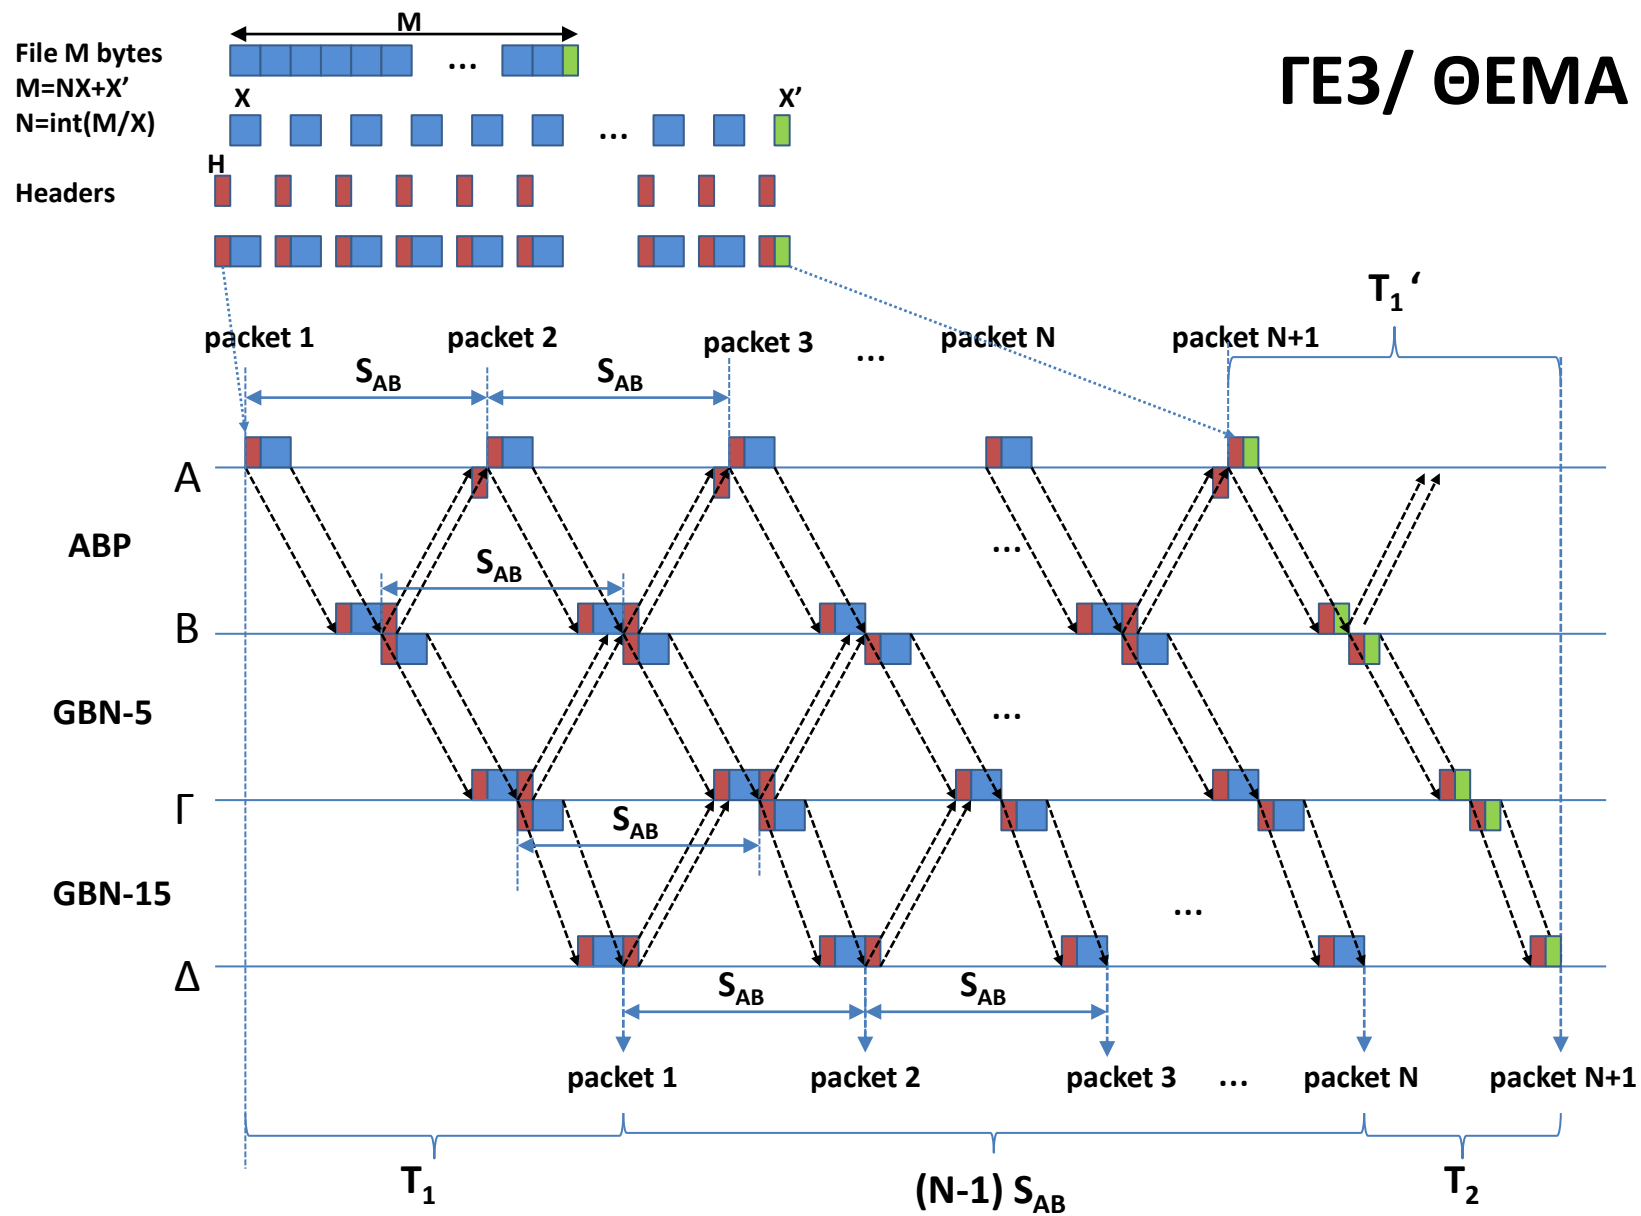 M
File M bytes
M=NX+X’
N=int(M/X)
...
ΓΕ3/ ΘΕΜΑ
X
X’
...
H
Headers
T1 ‘
packet 1
packet 2
packet 3
...
packet N
packet N+1
SAB
SAB
A
ABP
...
SAB
B
GBN-5
...
Γ
SAB
GBN-15
...
Δ
SAB
SAB
packet 1
packet 2
packet 3
...
packet N
packet N+1
T1
(N-1) SAB
T2